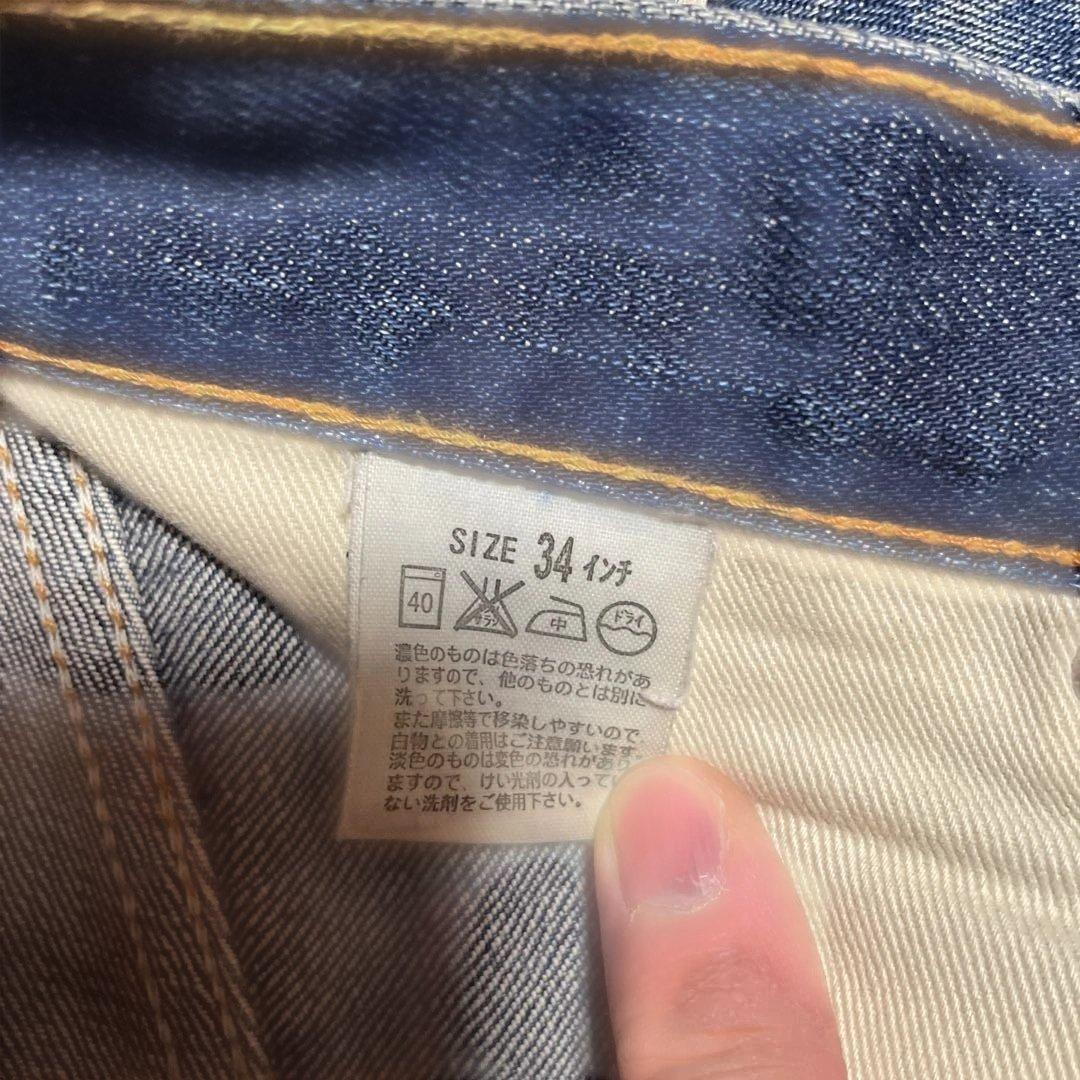 SIZE 34 インチ
40 サラシ 中 ドライ
濃色のものは色落ちの恐れがあ
りますので、他のものとは別に
洗って下さい。
また摩擦等で移染しやすいので
白物との着用はご注意願います。
淡色のものは変色の恐れがあり
ますので、けい光剤の入ってい
ない洗剤をご使用下さい。